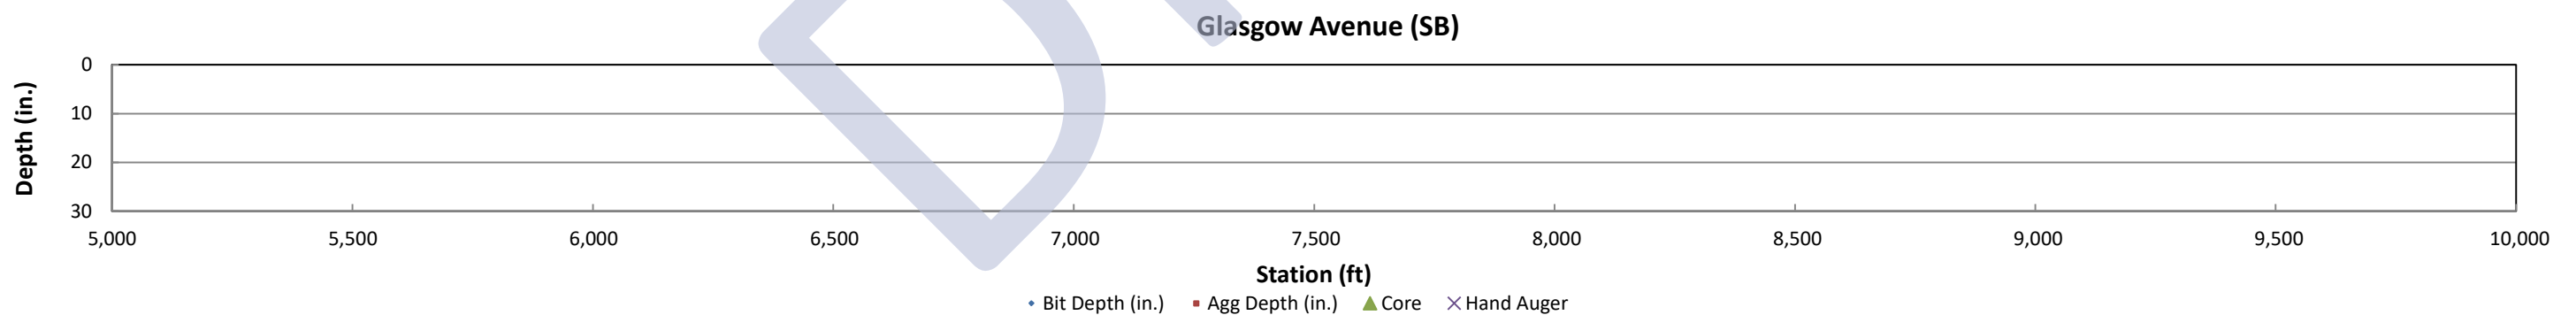 Glasgow Avenue (SB)
0
10
20
30
Depth (in.)
5,000 5,500 6,000 6,500 7,000 7,500 8,000 8,500 9,000 9,500 10,000
Station (ft)
Bit Depth (in.) Agg Depth (in.) Core Hand Auger